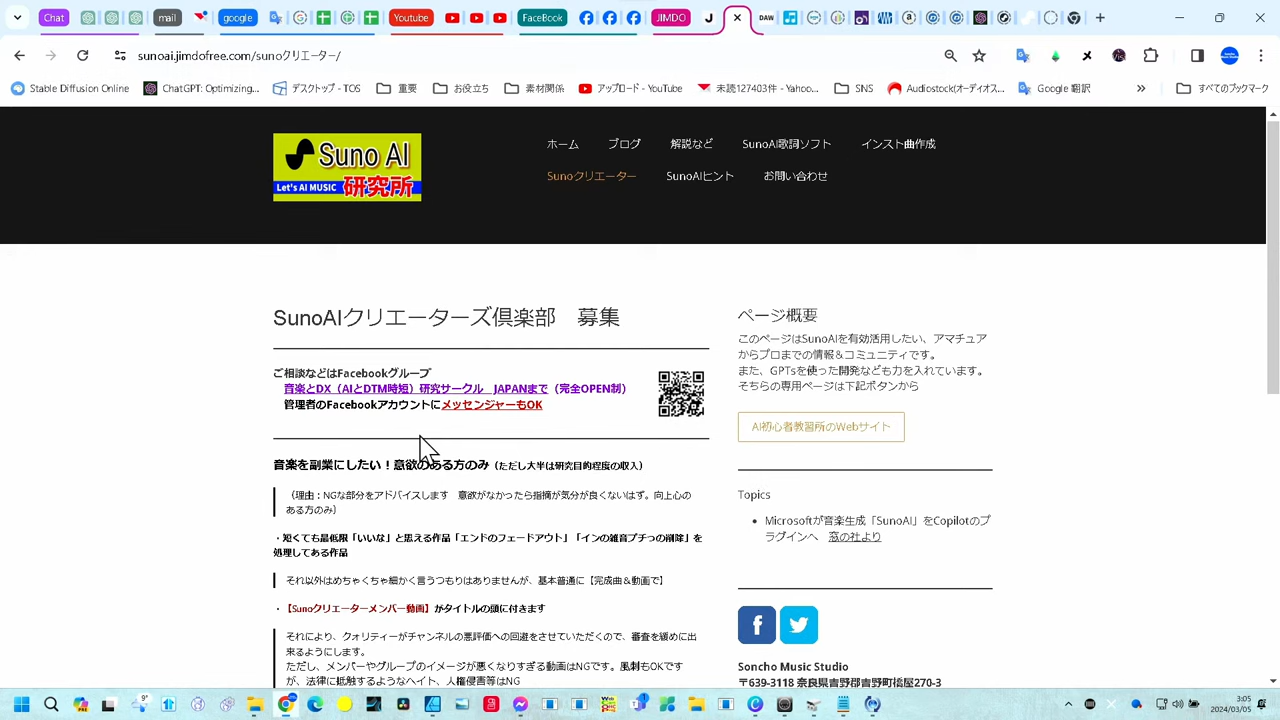 Chat
mail
google
Youtube
FaceBook
JIMDO
DAW
sunoai.jimdofree.com/sunoクリエーター/
Stable Diffusion Online
ChatGPT: Optimizing...
デスクトップ - TOS
重要
お役立ち
素材関係
アップロード - YouTube
未読127403件 - Yahoo...
SNS
Audiostock(オーディオス...
Google 翻訳
»
すべてのブックマーク
Suno AI
Let's AI MUSIC 研究所
ホーム
ブログ
解説など
SunoAI歌詞ソフト
インスト曲作成
Sunoクリエーター
SunoAIヒント
お問い合わせ
SunoAIクリエーターズ倶楽部　募集
ご相談などはFacebookグループ
音楽とDX（AIとDTM時短）研究サークル　JAPANまで（完全OPEN制）
管理者のFacebookアカウントにメッセンジャーもOK
音楽を副業にしたい！意欲のある方のみ（ただし大半は研究目的程度の収入）
（理由：NGな部分をアドバイスします　意欲がなかったら指摘が気分が良くないはず。向上心の
ある方のみ）
・短くても最低限「いいな」と思える作品「エンドのフェードアウト」「インの雑音プチっの削除」を
処理してある作品
それ以外はめちゃくちゃ細かく言うつもりはありませんが、基本普通に【完成曲＆動画で】
・【Sunoクリエーターメンバー動画】がタイトルの頭に付きます
それにより、クォリティーがチャンネルの悪評価への回避をさせていただくので、審査を緩めに出
来るようにします。
ただし、メンバーやグループのイメージが悪くなりすぎる動画はNGです。風刺もOKです
が、法律に抵触するようなヘイト、人権侵害等はNG
ページ概要
このページはSunoAIを有効活用したい、アマチュア
からプロまでの情報＆コミュニティです。
また、GPTsを使った開発なども力を入れています。
そちらの専用ページは下記ボタンから
AI初心者教習所のWebサイト
Topics
Microsoftが音楽生成「SunoAI」をCopilotのプ
ラグインへ　窓の杜より
Soncho Music Studio
〒639-3118 奈良県吉野郡吉野町橋屋270-3
9°
3:05
2024/03/05